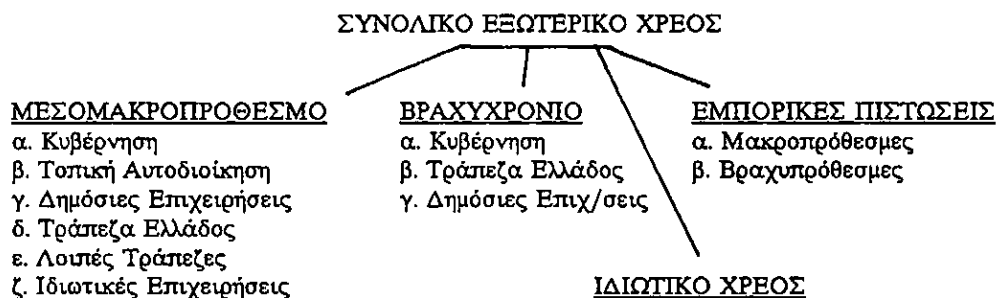 ΣΥΝΟΛΙΚΟ ΕΞΩΤΕΡΙΚΟ ΧΡΕΟΣ
ΜΕΣΟΜΑΚΡΟΠΡΟΘΕΣΜΟ
α. Κυβέρνηση
β. Τοπική Αυτοδιοίκηση
γ. Δημόσιες Επιχειρήσεις
δ. Τράπεζα Ελλάδος
ε. Λοιπές Τράπεζες
ζ. Ιδιωτικές Επιχειρήσεις
ΒΡΑΧΥΧΡΟΝΙΟ
α. Κυβέρνηση
β. Τράπεζα Ελλάδος
γ. Δημόσιες Επιχ/σεις
ΕΜΠΟΡΙΚΕΣ ΠΙΣΤΩΣΕΙΣ
α. Μακροπρόθεσμες
β. Βραχυπρόθεσμες
ΙΔΙΩΤΙΚΟ ΧΡΕΟΣ